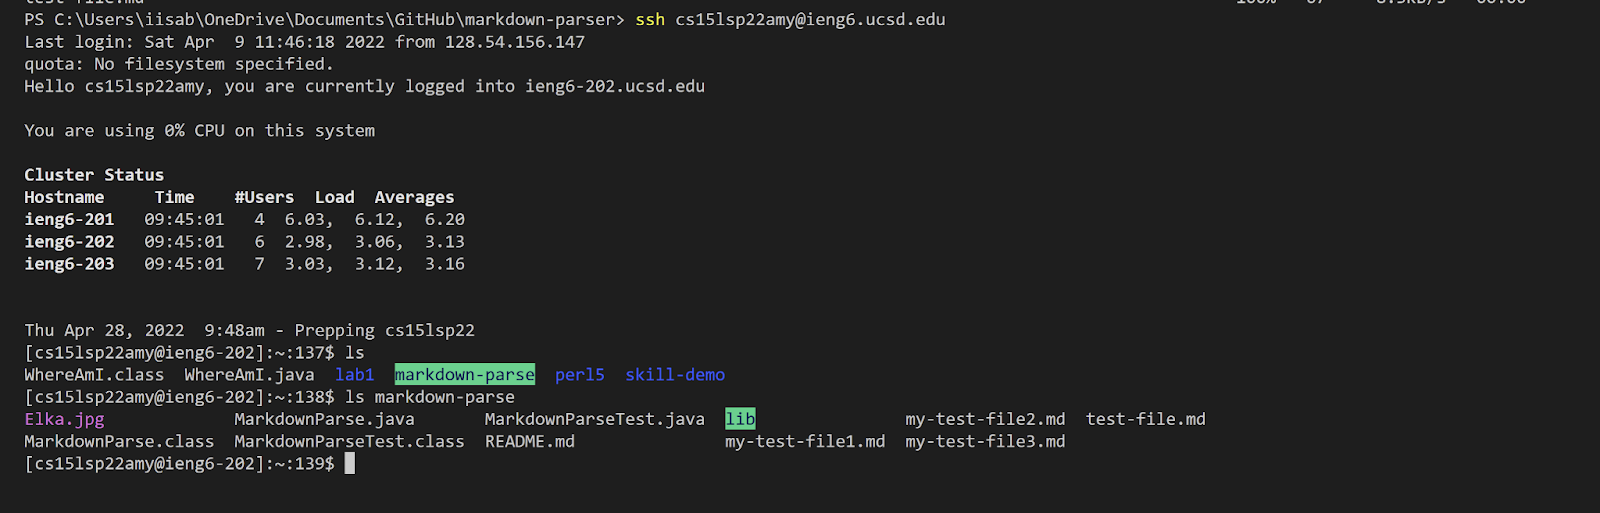 PS C:\Users\iisab\OneDrive\Documents\GitHub\markdown-parser> ssh cs15lsp22amy@ieng6.ucsd.edu
Last login: Sat Apr  9 11:46:18 2022 from 128.54.156.147
quota: No filesystem specified.
Hello cs15lsp22amy, you are currently logged into ieng6-202.ucsd.edu
You are using 0% CPU on this system
Cluster Status
Hostname     Time    #Users  Load  Averages
ieng6-201   09:45:01   4  6.03,  6.12,  6.20
ieng6-202   09:45:01   6  2.98,  3.06,  3.13
ieng6-203   09:45:01   7  3.03,  3.12,  3.16
Thu Apr 28, 2022  9:48am - Prepping cs15lsp22
[cs15lsp22amy@ieng6-202]:~:137$ ls
WhereAmI.class  WhereAmI.java  lab1  markdown-parse  perl5  skill-demo
[cs15lsp22amy@ieng6-202]:~:138$ ls markdown-parse
Elka.jpg             MarkdownParse.java       MarkdownParseTest.java  lib               my-test-file2.md  test-file.md
MarkdownParse.class  MarkdownParseTest.class  README.md               my-test-file1.md  my-test-file3.md
[cs15lsp22amy@ieng6-202]:~:139$